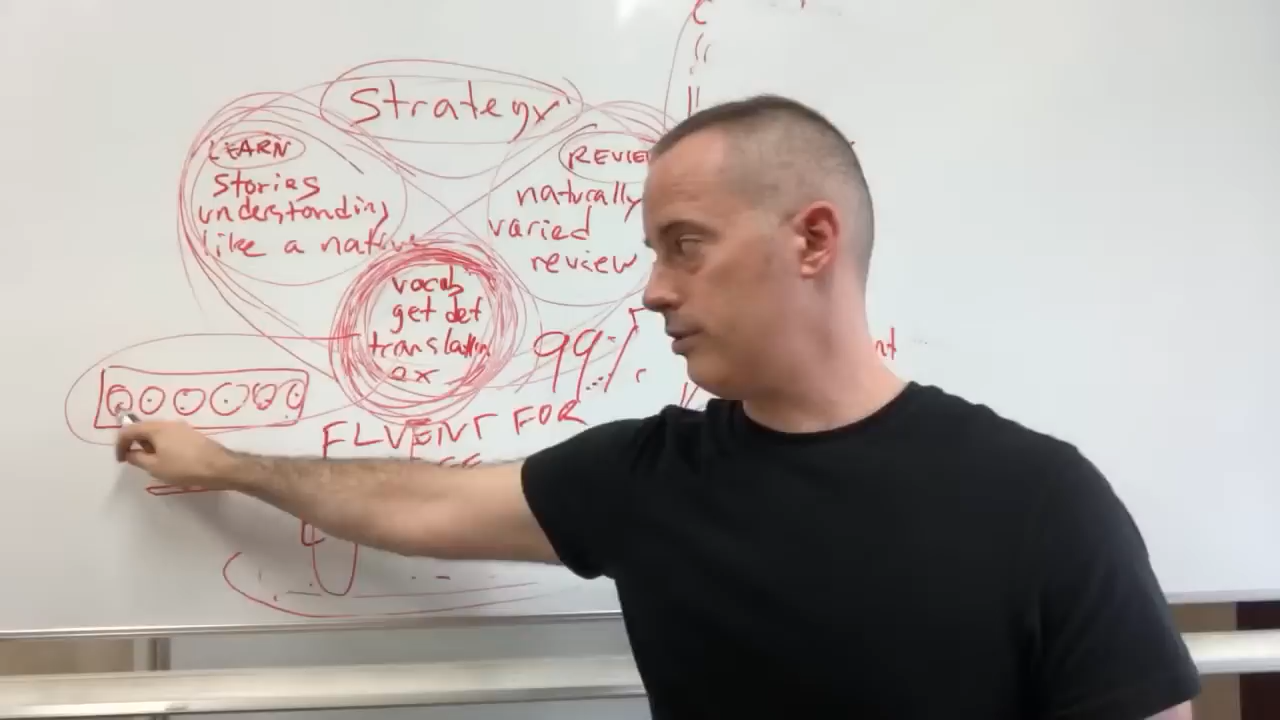 Strategy
LEARN
stories
understanding
like a native
REVIEW
naturally
varied
review
vocab
get def
translation
ex
99%
FLUENT FOR